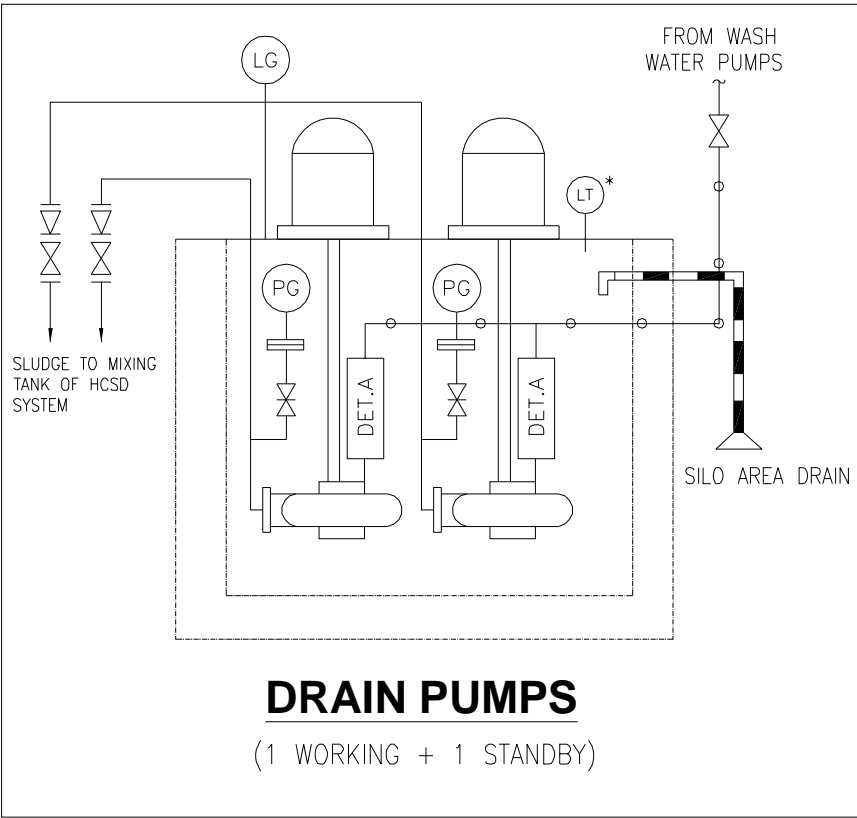 LG
FROM WASH
WATER PUMPS
LT *
PG
PG
SLUDGE TO MIXING
TANK OF HCSD
SYSTEM
DET.A
DET.A
SILO AREA DRAIN
DRAIN PUMPS
(1 WORKING + 1 STANDBY)